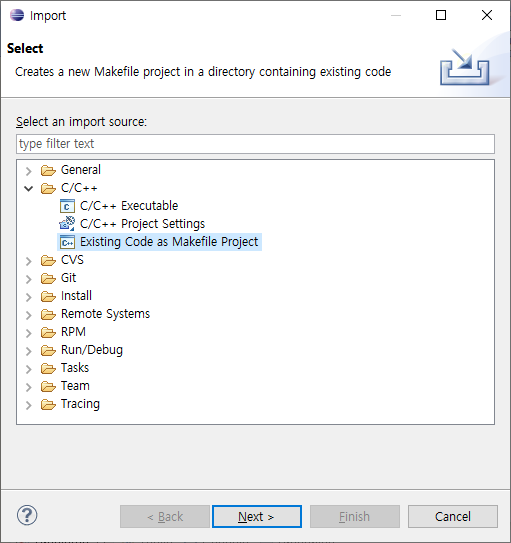 Import
Select
Creates a new Makefile project in a directory containing existing code
Select an import source:
type filter text
General
C/C++
C/C++ Executable
C/C++ Project Settings
Existing Code as Makefile Project
CVS
Git
Install
Remote Systems
RPM
Run/Debug
Tasks
Team
Tracing
< Back Next > Finish Cancel